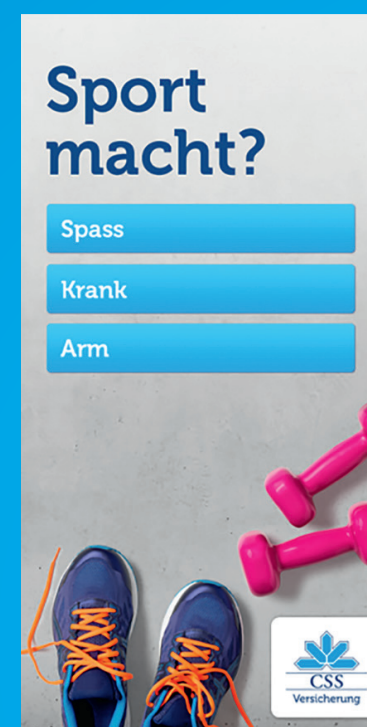 Sport
macht?
Spass
Krank
Arm
CSS
Versicherung